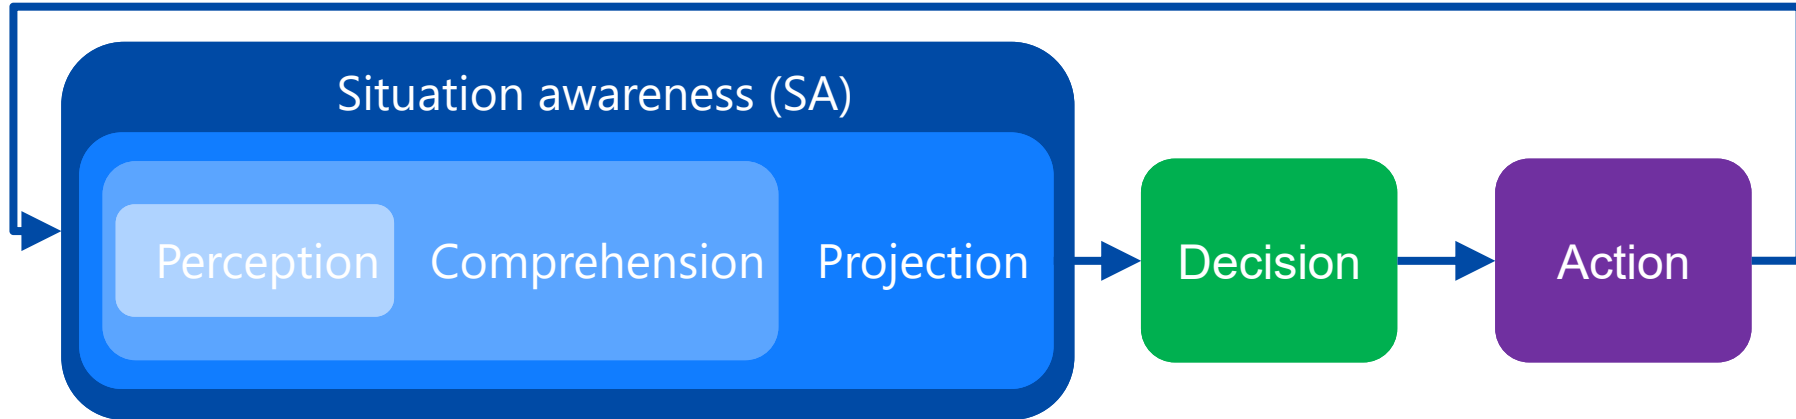 Situation awareness (SA)
Perception Comprehension Projection Decision Action